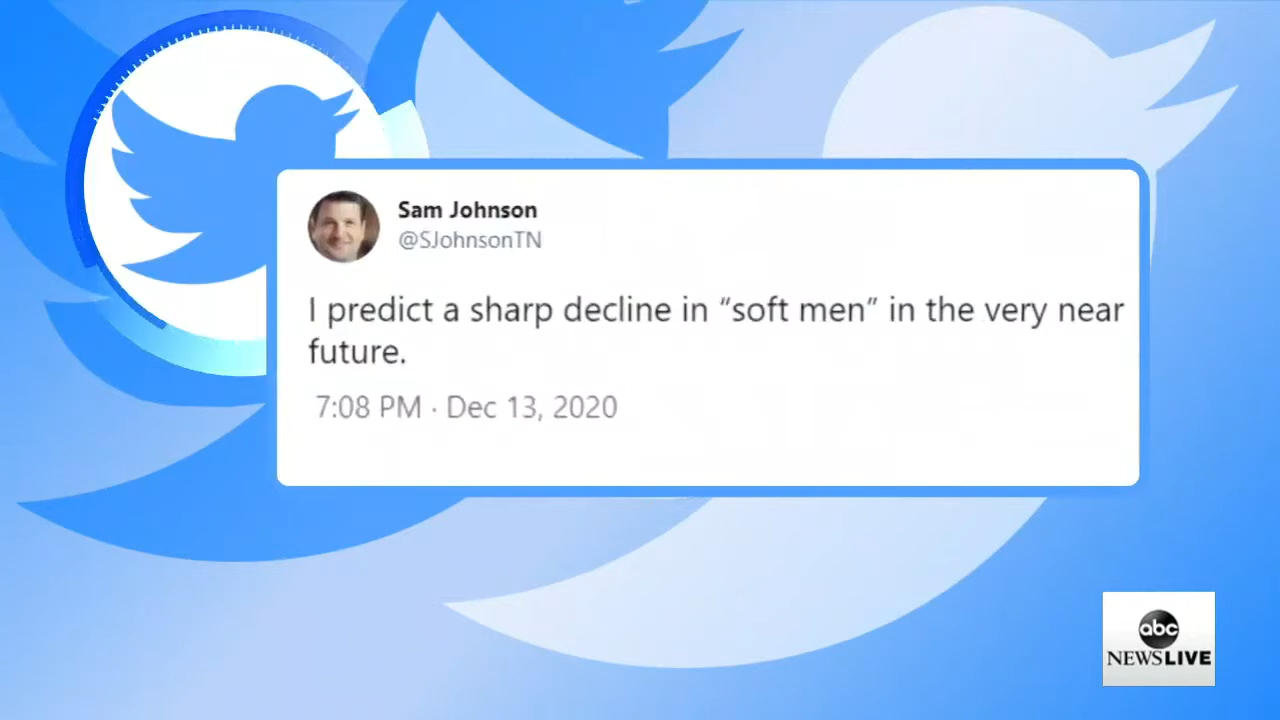 Sam Johnson
@SJohnsonTN
I predict a sharp decline in “soft men” in the very near
future.
7:08 PM · Dec 13, 2020
abc
NEWSLIVE